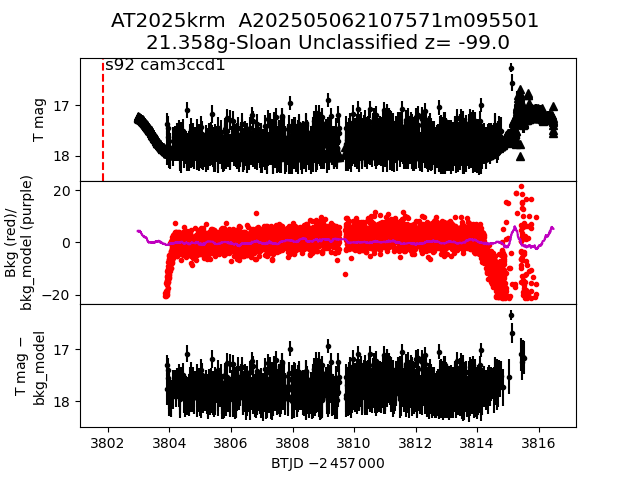 AT2025krm  A202505062107571m095501
21.358g-Sloan Unclassified z= -99.0
s92 cam3ccd1
T mag
17
18
Bkg (red)/
bkg_model (purple)
20
0
−20
T mag −
bkg_model
17
18
3802 3804 3806 3808 3810 3812 3814 3816
BTJD −2 457 000